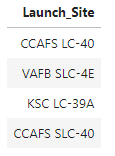 Launch_Site
CCAFS LC-40
VAFB SLC-4E
KSC LC-39A
CCAFS SLC-40